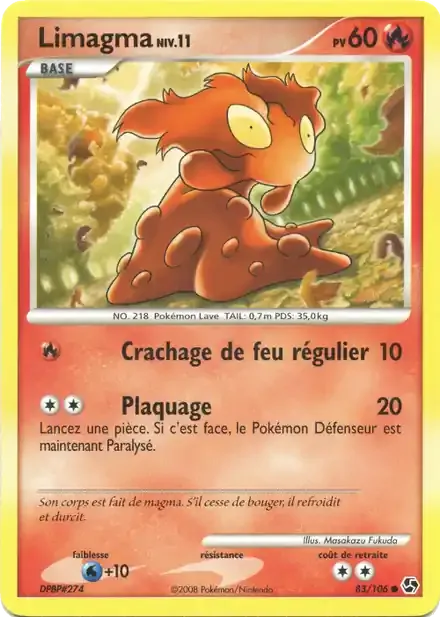 Limagma NIV.11 PV 60
BASE
NO. 218 Pokémon Lave TAIL: 0,7m PDS: 35,0kg
Crachage de feu régulier 10
Plaquage 20
Lancez une pièce. Si c'est face, le Pokémon Défenseur est
maintenant Paralysé.
Son corps est fait de magma. S'il cesse de bouger, il refroidit
et durcit.
Illus. Masakazu Fukuda
faiblesse résistance coût de retraite
+10
DPBP#274 ©2008 Pokémon/Nintendo 83/106